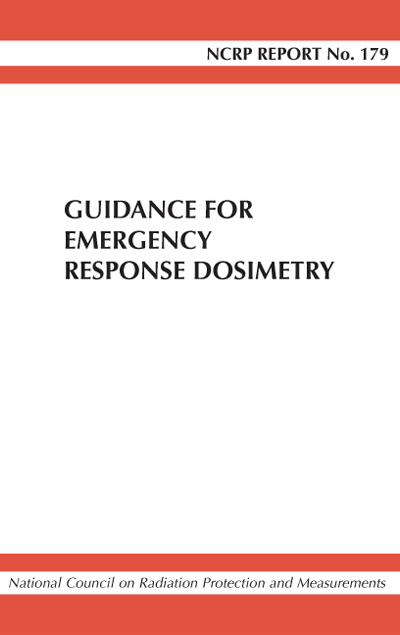 NCRP REPORT No. 179
GUIDANCE FOR
EMERGENCY
RESPONSE DOSIMETRY
National Council on Radiation Protection and Measurements